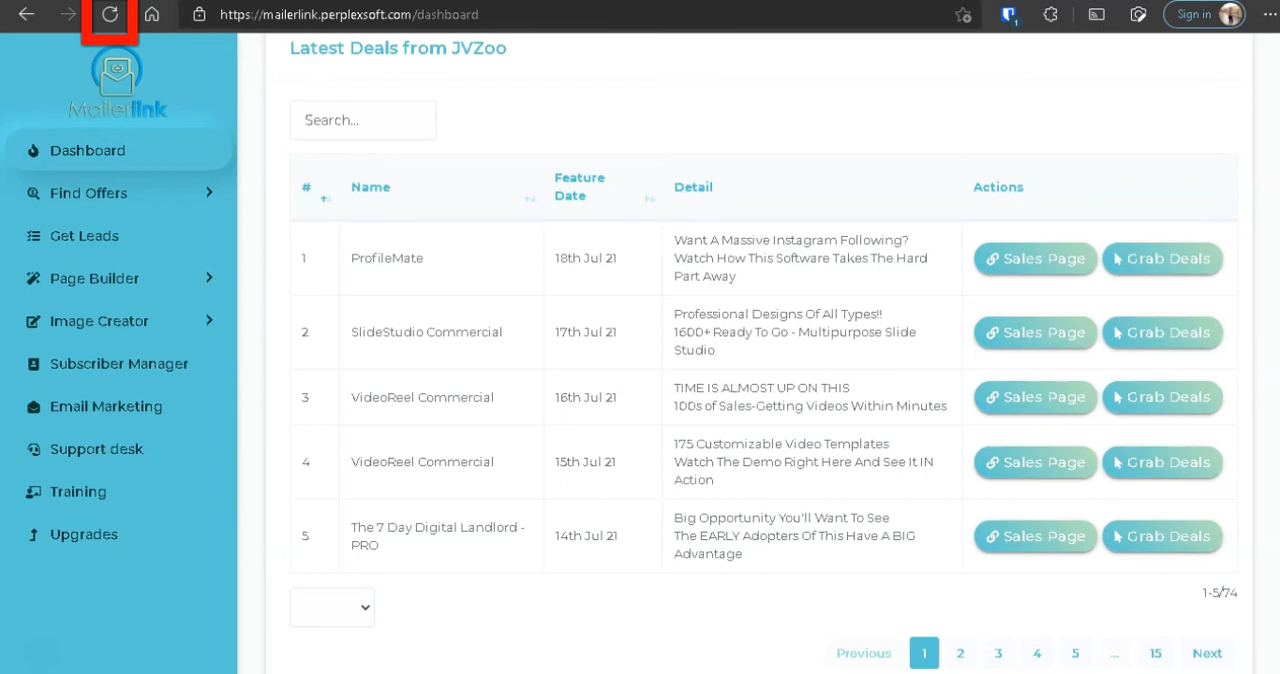 https://mailerlink.perplexsoft.com/dashboard
1
Sign in
Mailerlink
Dashboard
Find Offers
Get Leads
Page Builder
Image Creator
Subscriber Manager
Email Marketing
Support desk
Training
Upgrades
Latest Deals from JVZoo
Search...
# Name Feature Date Detail Actions
1 ProfileMate 18th Jul 21 Want A Massive Instagram Following?
Watch How This Software Takes The Hard
Part Away
Sales Page Grab Deals
2 SlideStudio Commercial 17th Jul 21 Professional Designs Of All Types!!
1600+ Ready To Go - Multipurpose Slide
Studio
Sales Page Grab Deals
3 VideoReel Commercial 16th Jul 21 TIME IS ALMOST UP ON THIS
100s of Sales-Getting Videos Within Minutes
Sales Page Grab Deals
4 VideoReel Commercial 15th Jul 21 175 Customizable Video Templates
Watch The Demo Right Here And See It IN
Action
Sales Page Grab Deals
5 The 7 Day Digital Landlord -
PRO
14th Jul 21 Big Opportunity You'll Want To See
The EARLY Adopters Of This Have A BIG
Advantage
Sales Page Grab Deals
1-5/74
Previous 1 2 3 4 5 ... 15 Next